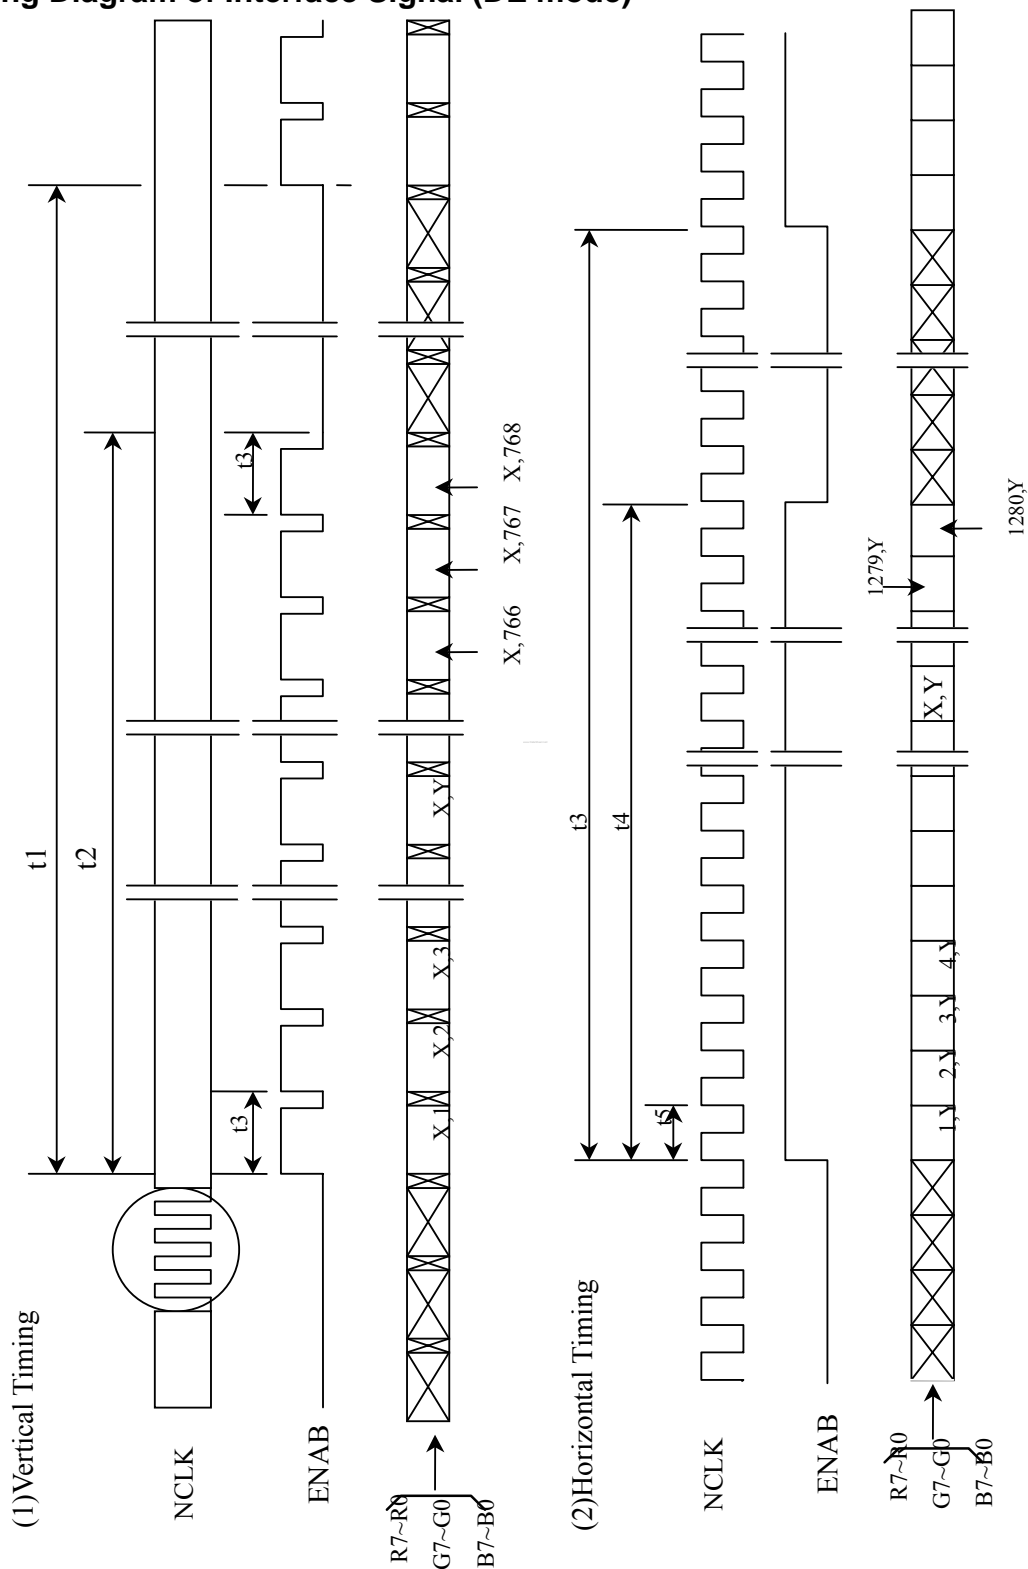 ng Diagram of Interface Signal (DE mode)
(1)Vertical Timing
t1
t2
NCLK
t3
t3
ENAB
R7~R0
G7~G0
B7~B0
X,1
X,2
X,3
X,Y
X,766
X,767
X,768
(2)Horizontal Timing
t3
t4
t5
NCLK
ENAB
R7~R0
G7~G0
B7~B0
1,Y
2,Y
3,Y
4,Y
X,Y
1279,Y
1280,Y